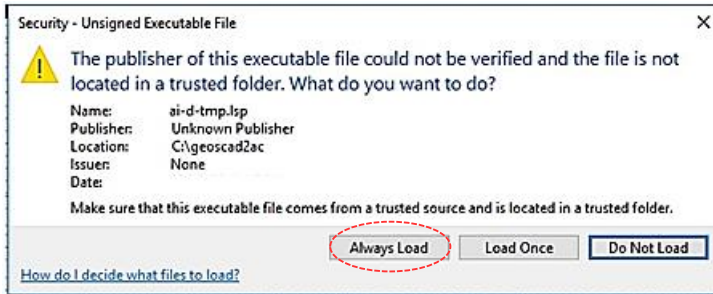 Security - Unsigned Executable File
The publisher of this executable file could not be verified and the file is not
located in a trusted folder. What do you want to do?
Name: ai-d-tmp.lsp
Publisher: Unknown Publisher
Location: C:\geoscad2ac
Issuer: None
Date:
Make sure that this executable file comes from a trusted source and is located in a trusted folder.
Always Load Load Once Do Not Load
How do I decide what files to load?